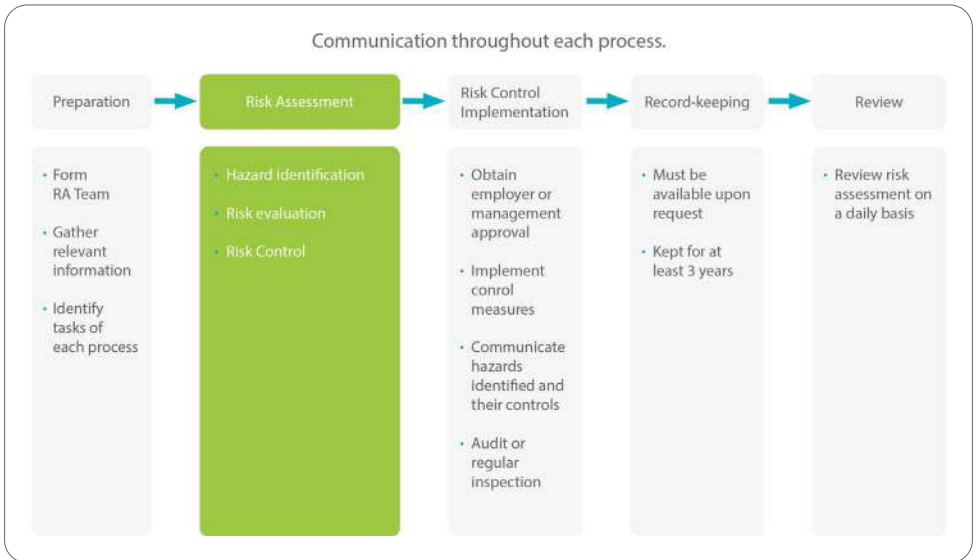 Communication throughout each process.
Preparation
Risk Assessment
Risk Control
Implementation
Record-keeping
Review
• Form
RA Team
• Gather
relevant
information
• Identify
tasks of
each process
• Hazard identification
• Risk evaluation
• Risk Control
• Obtain
employer or
management
approval
• Implement
conrol
measures
• Communicate
hazards
identified and
their controls
• Audit or
regular
inspection
• Must be
available upon
request
• Kept for at
least 3 years
• Review risk
assessment on
a daily basis